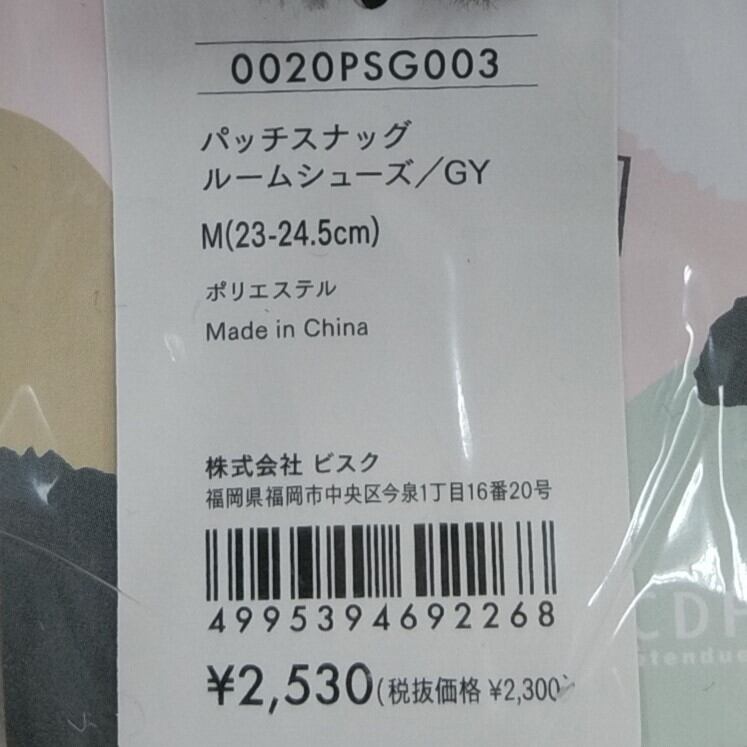 0020PSG003
パッチスナッグ
ルームシューズ／GY
M(23-24.5cm)
ポリエステル
Made in China
株式会社 ビスク
福岡県福岡市中央区今泉1丁目16番20号
4995394692268
¥2,530(税抜価格 ¥2,300)